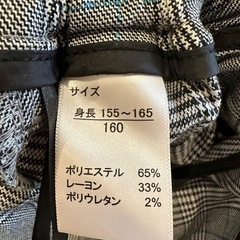 サイズ
身長 155～165
160
ポリエステル 65%
レーヨン 33%
ポリウレタン 2%